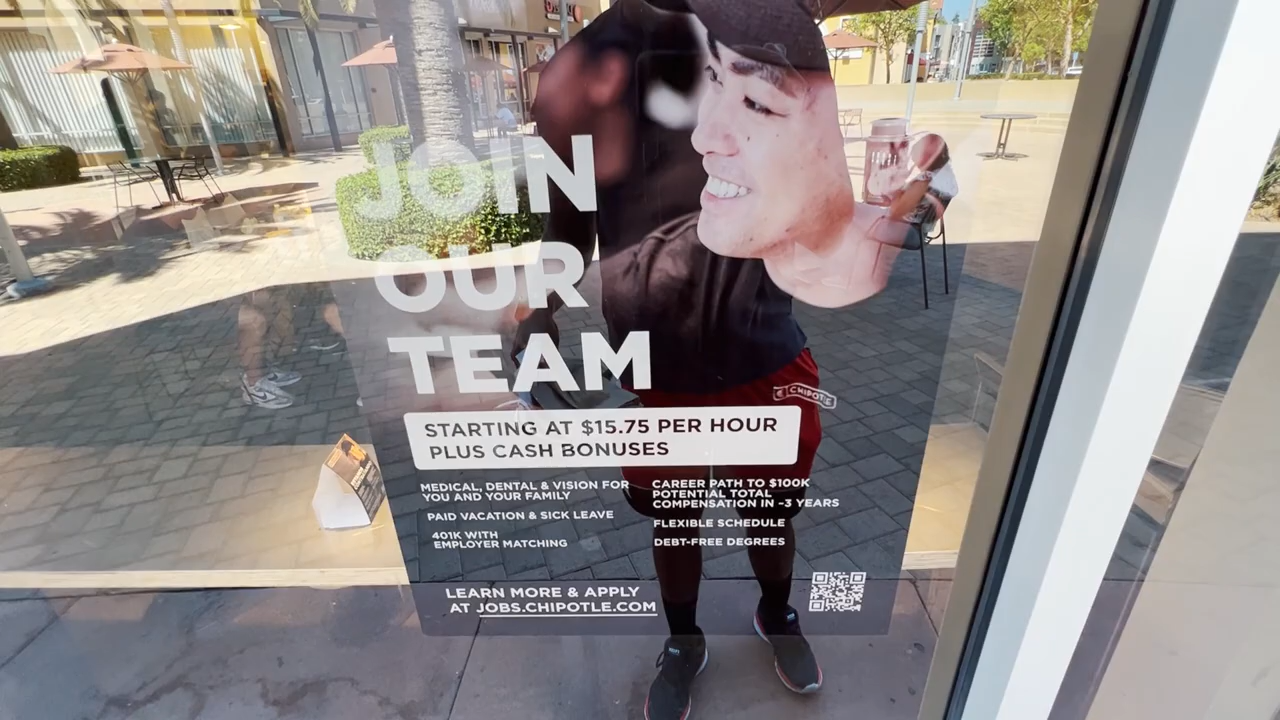 JOIN
OUR
TEAM
CHIPOTLE
STARTING AT $15.75 PER HOUR
PLUS CASH BONUSES
MEDICAL, DENTAL & VISION FOR
YOU AND YOUR FAMILY
PAID VACATION & SICK LEAVE
401K WITH
EMPLOYER MATCHING
CAREER PATH TO $100K
POTENTIAL TOTAL
COMPENSATION IN ~3 YEARS
FLEXIBLE SCHEDULE
DEBT-FREE DEGREES
LEARN MORE & APPLY
AT JOBS.CHIPOTLE.COM